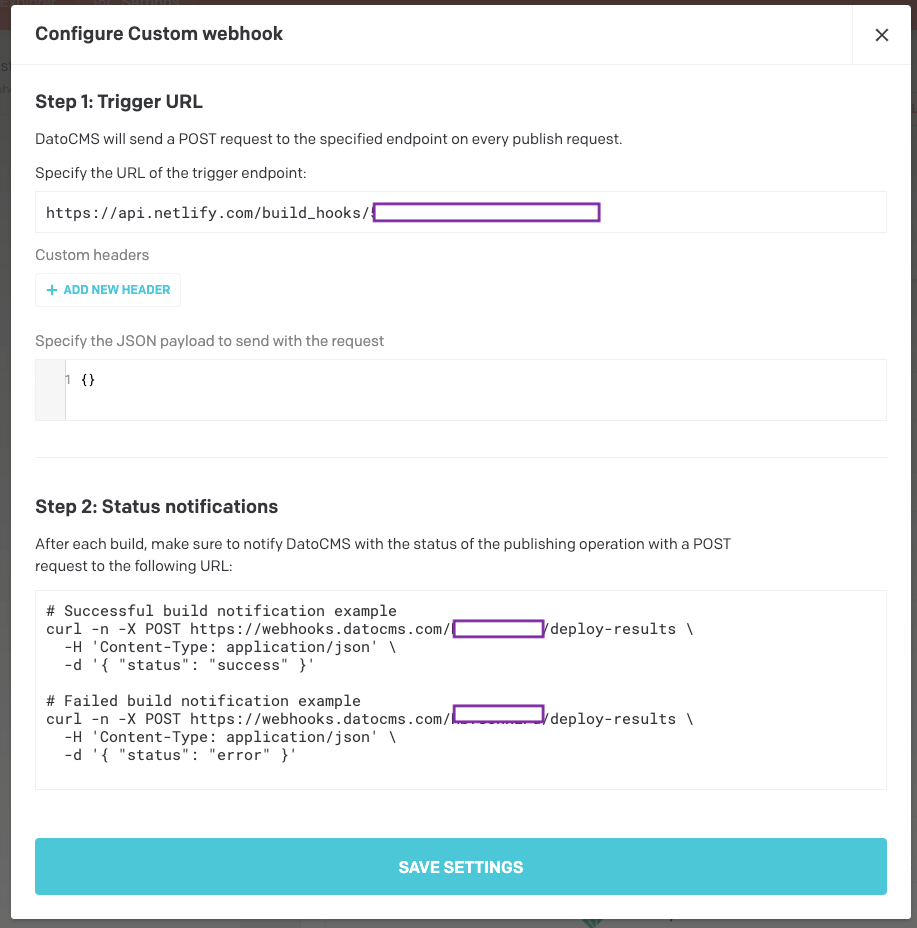 Configure Custom webhook
Step 1: Trigger URL
DatoCMS will send a POST request to the specified endpoint on every publish request.
Specify the URL of the trigger endpoint:
https://api.netlify.com/build_hooks/
Custom headers
+ ADD NEW HEADER
Specify the JSON payload to send with the request
1 {}
Step 2: Status notifications
After each build, make sure to notify DatoCMS with the status of the publishing operation with a POST
request to the following URL:
# Successful build notification example
curl -n -X POST https://webhooks.datocms.com/ /deploy-results \
-H 'Content-Type: application/json' \
-d '{ "status": "success" }'
# Failed build notification example
curl -n -X POST https://webhooks.datocms.com/ /deploy-results \
-H 'Content-Type: application/json' \
-d '{ "status": "error" }'
SAVE SETTINGS